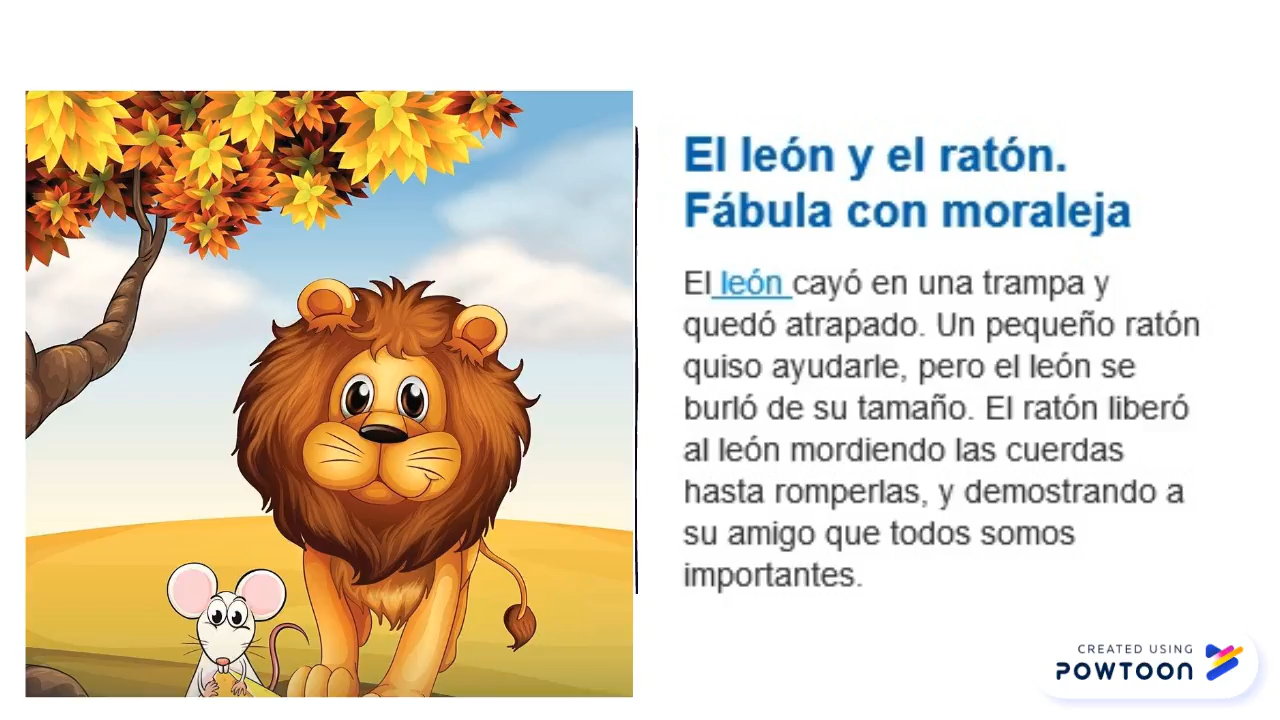 El león y el ratón.
Fábula con moraleja
El león cayó en una trampa y
quedó atrapado. Un pequeño ratón
quiso ayudarle, pero el león se
burló de su tamaño. El ratón liberó
al león mordiendo las cuerdas
hasta romperlas, y demostrando a
su amigo que todos somos
importantes.
CREATED USING
POWTOON